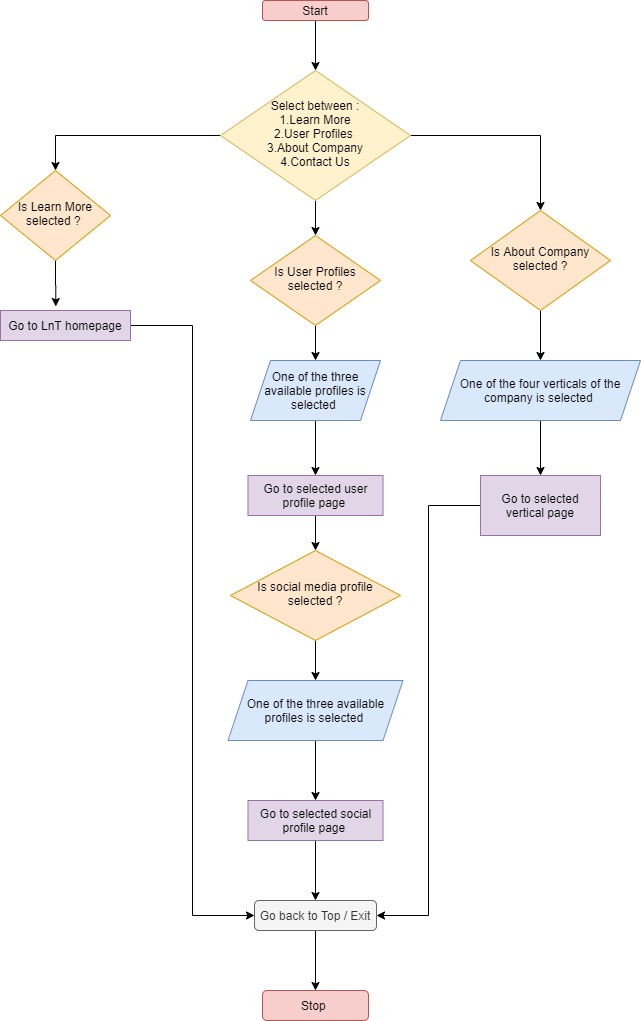 Start
Select between :
1.Learn More
2.User Profiles
3.About Company
4.Contact Us
Is Learn More
selected ?
Is User Profiles
selected ?
Is About Company
selected ?
Go to LnT homepage
One of the three
available profiles is
selected
One of the four verticals of the
company is selected
Go to selected user
profile page
Go to selected
vertical page
Is social media profile
selected ?
One of the three available
profiles is selected
Go to selected social
profile page
Go back to Top / Exit
Stop